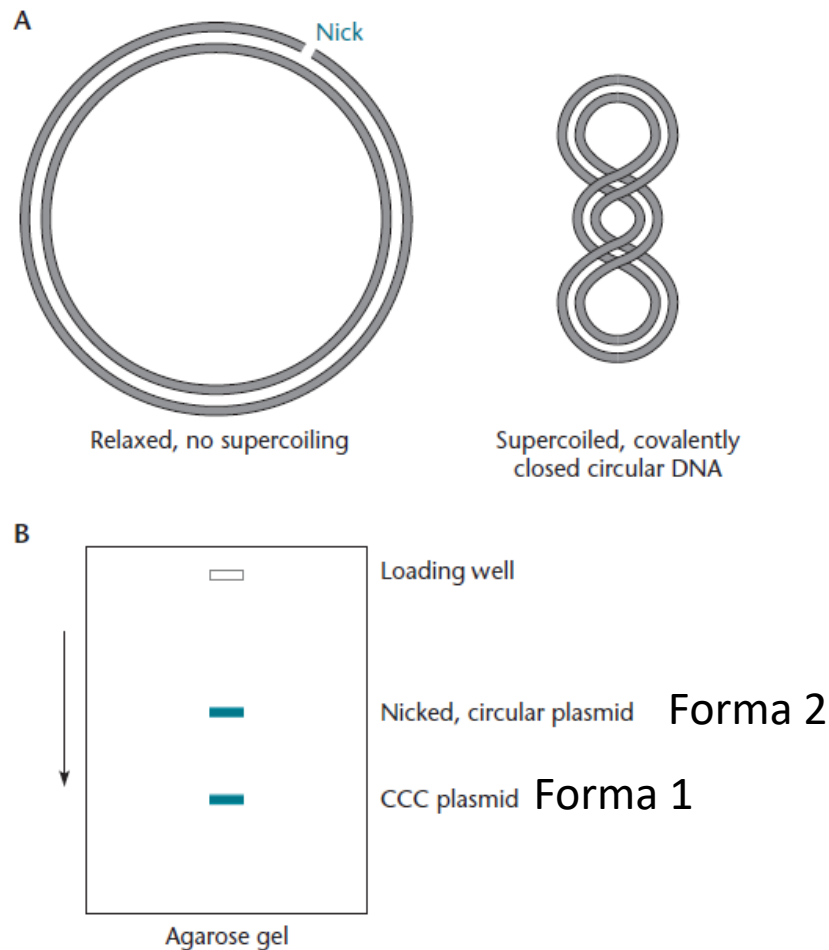 A
Nick
Relaxed, no supercoiling
Supercoiled, covalently
closed circular DNA
B
Loading well
Nicked, circular plasmid Forma 2
CCC plasmid Forma 1
Agarose gel